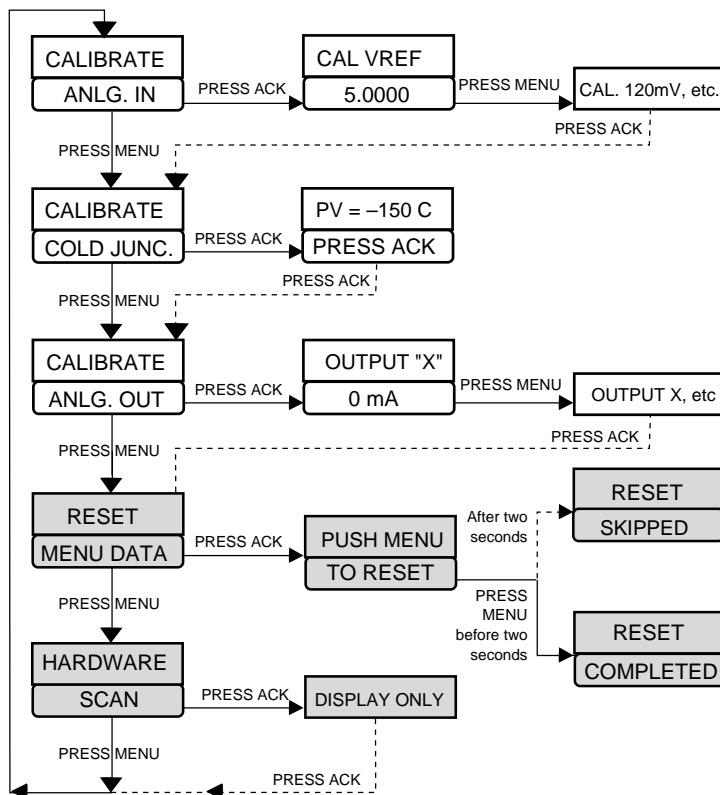 CALIBRATE
ANLG. IN
PRESS ACK
CAL VREF
5.0000
PRESS MENU
CAL. 120mV, etc.
PRESS ACK
PRESS MENU
CALIBRATE
COLD JUNC.
PRESS ACK
PV = –150 C
PRESS ACK
PRESS ACK
PRESS MENU
CALIBRATE
ANLG. OUT
PRESS ACK
OUTPUT "X"
0 mA
PRESS MENU
OUTPUT X, etc
PRESS ACK
PRESS MENU
RESET
MENU DATA
PRESS ACK
PUSH MENU
TO RESET
After two
seconds
RESET
SKIPPED
PRESS
MENU
before two
seconds
RESET
COMPLETED
PRESS MENU
HARDWARE
SCAN
PRESS ACK
DISPLAY ONLY
PRESS MENU
PRESS ACK